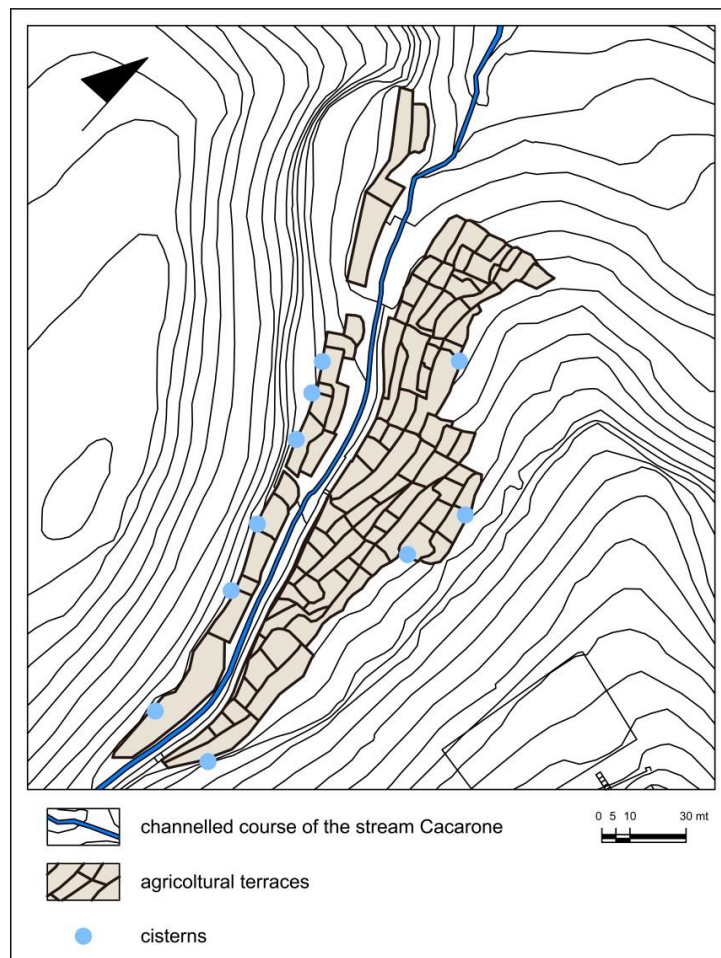 channelled course of the stream Cacarone
0 5 10 30 mt
agricoltural terraces
cisterns